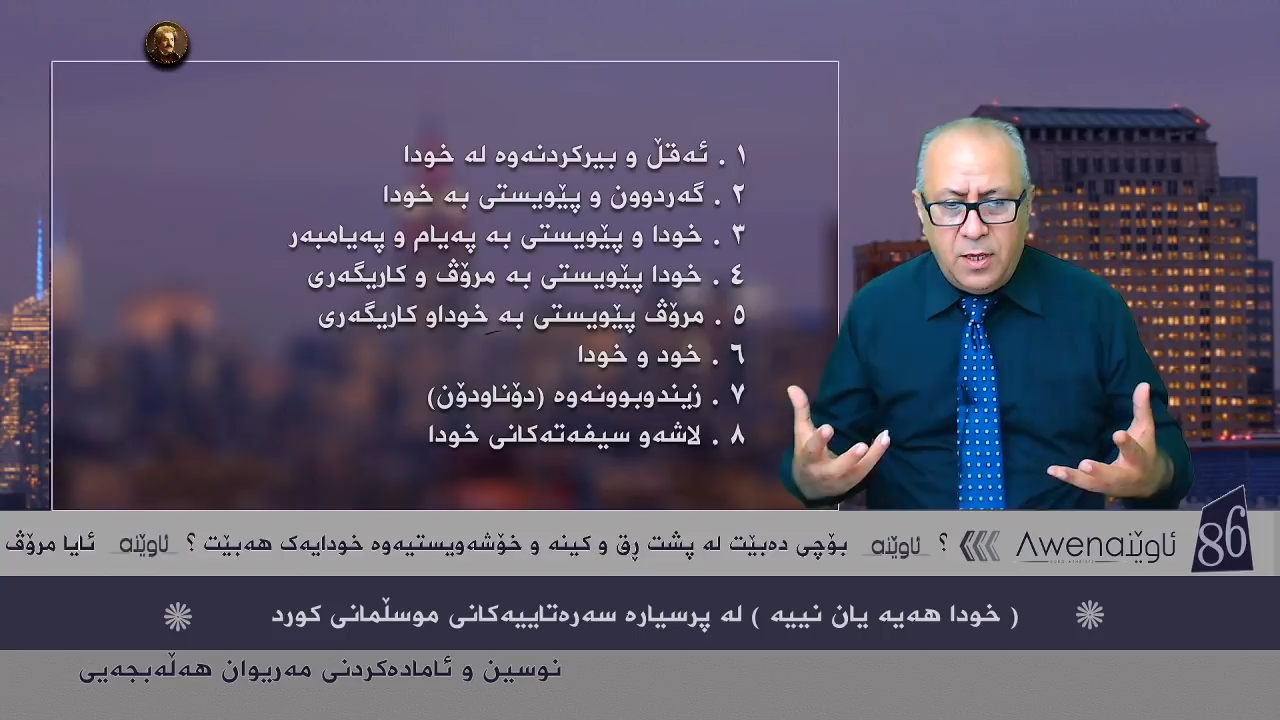 ١ . ئەقڵ و بیرکردنەوە لە خودا
٢ . گەردوون و پێویستی بە خودا
٣ . خودا و پێویستی بە پەیام و پەیامبەر
٤ . خودا پێویستی بە مرۆڤ و کاریگەری
٥ . مرۆڤ پێویستی بە خوداو کاریگەری
٦ . خود و خودا
٧ . زیندوبوونەوە (دۆناودۆن)
٨ . لاشەو سیفەتەکانی خودا
86
ئاوێنە Awena ؟ ئاوێنە بۆچی دەبێت لە پشت ڕق و کینە و خۆشەویستیەوە خودایەک هەبێت ؟ ئاوێنە ئایا مرۆڤ
( خودا هەیە یان نییە ) لە پرسیارە سەرەتاییەکانی موسڵمانی کورد
نوسین و ئامادەکردنی مەریوان هەڵەبجەیی